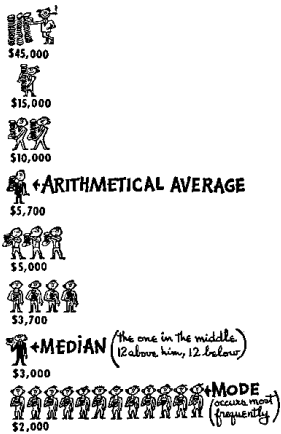 $45,000
$15,000
$10,000
←ARITHMETICAL AVERAGE
$5,700
$5,000
$3,700
←MEDIAN (the one in the middle
12 above him, 12 below)
$3,000
←MODE
(occurs most
frequently)
$2,000